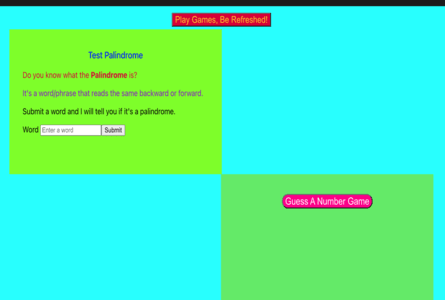 Play Games, Be Refreshed!
Test Palindrome
Do you know what the Palindrome is?
It's a word/phrase that reads the same backward or forward.
Submit a word and I will tell you if it's a palindrome.
Word Enter a word Submit
Guess A Number Game